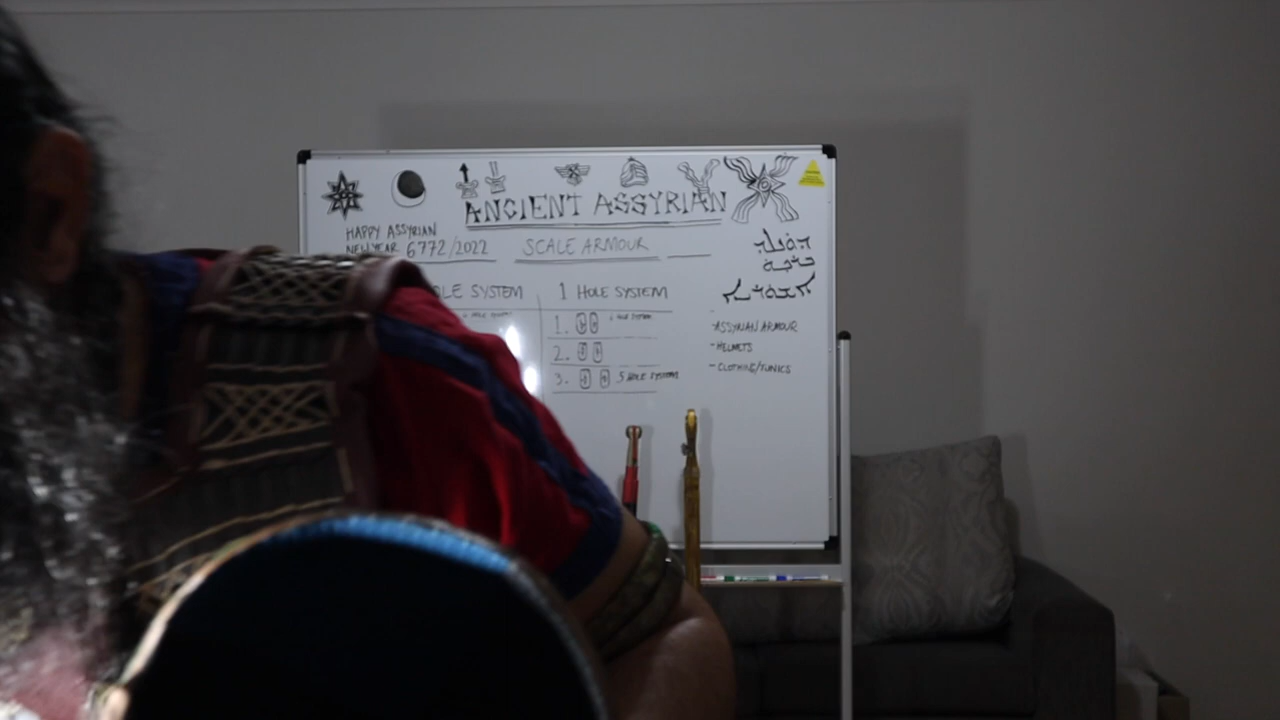 ANCIENT ASSYRIAN
HAPPY ASSYRIAN
NEW YEAR 6772/2022
SCALE ARMOUR
OLE SYSTEM
1 HOLE SYSTEM
1.
2.
3. 5 HOLE SYSTEM
-ASSYRIAN ARMOUR
-HELMETS
-CLOTHING/TUNICS